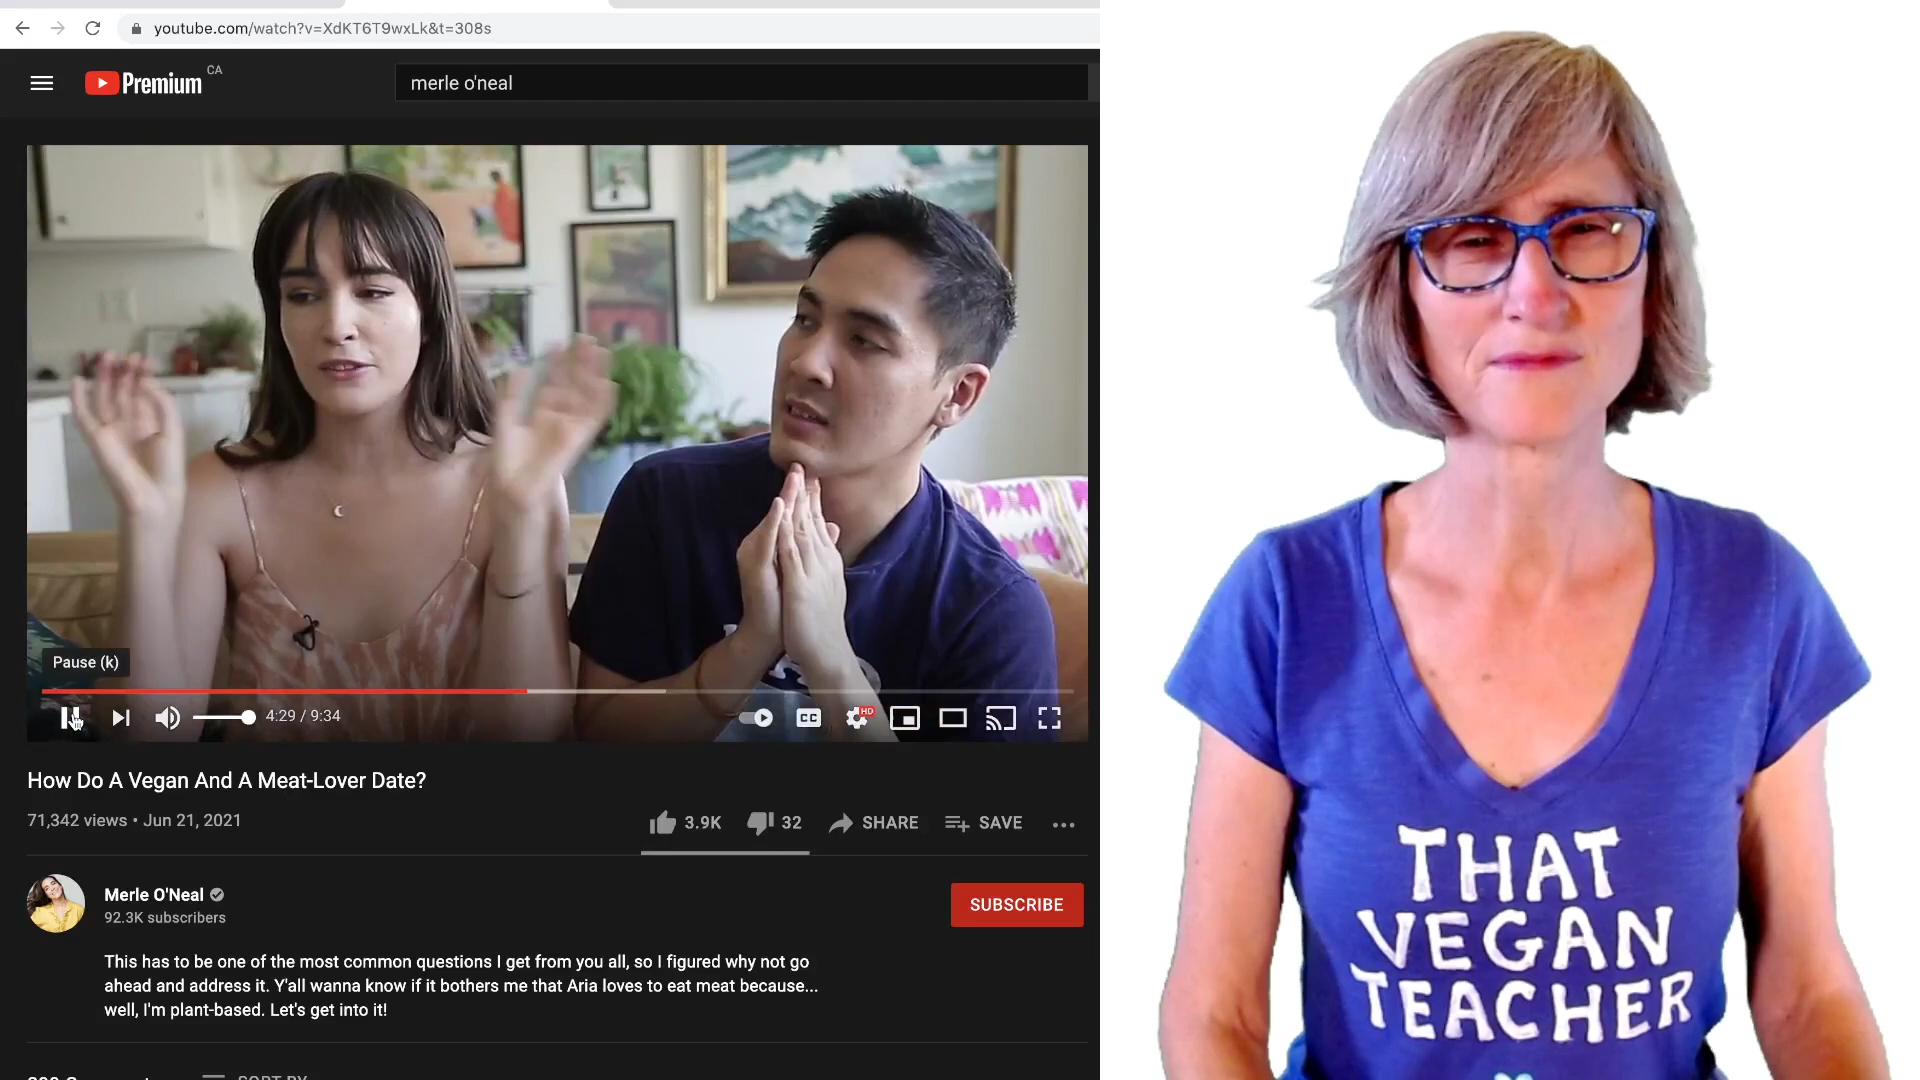 youtube.com/watch?v=XdKT6T9wxLk&t=308s
Premium CA
merle o'neal
Pause (k)
4:29 / 9:34
CC
HD
How Do A Vegan And A Meat-Lover Date?
71,342 views • Jun 21, 2021
3.9K
32
SHARE
SAVE
Merle O'Neal
92.3K subscribers
SUBSCRIBE
This has to be one of the most common questions I get from you all, so I figured why not go
ahead and address it. Y'all wanna know if it bothers me that Aria loves to eat meat because...
well, I'm plant-based. Let's get into it!
SORT BY
THAT
VEGAN
TEACHER